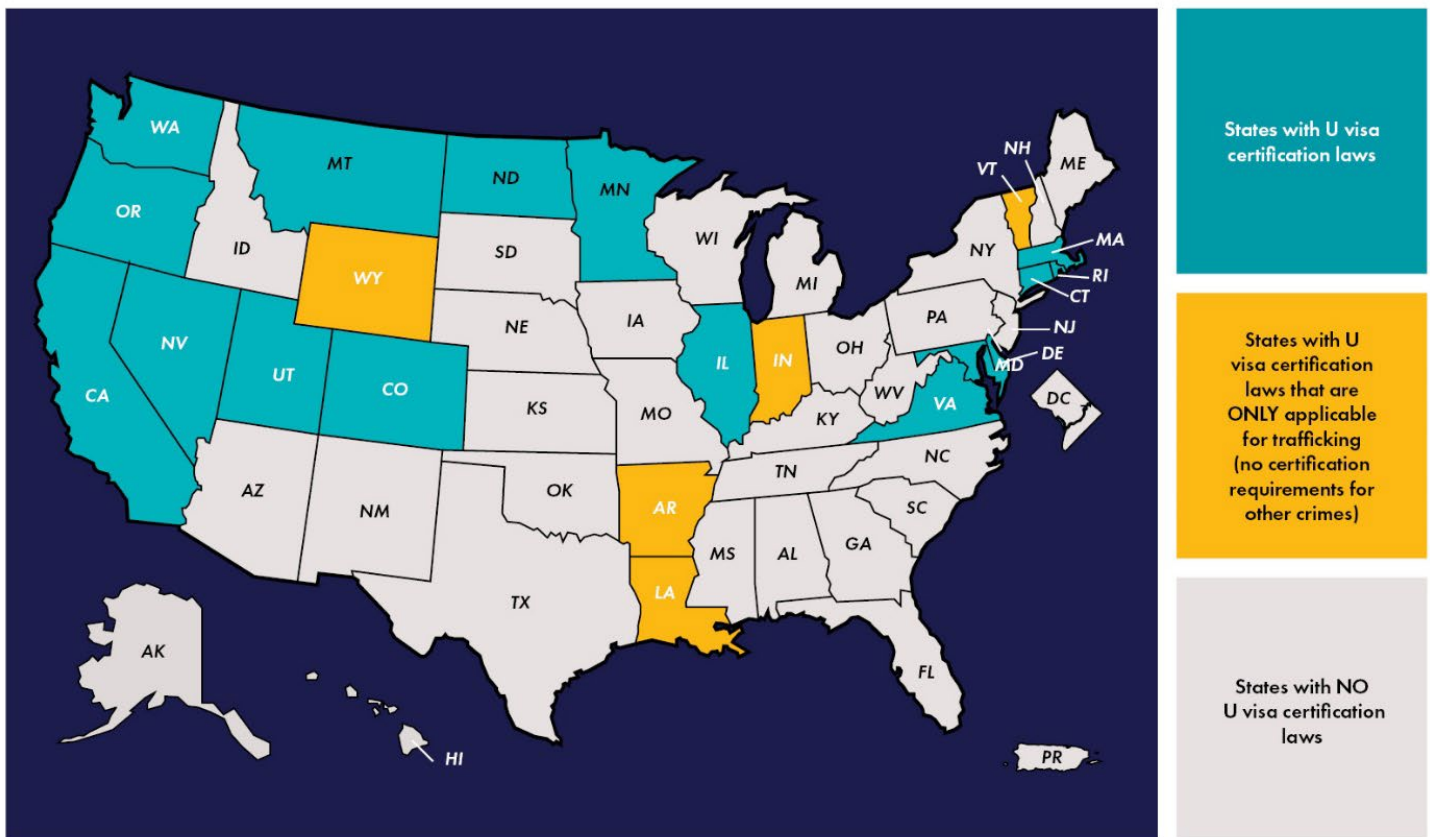 WA
MT
ND
MN
OR
ID
WY
SD
WI
MI
NH
VT
ME
NY
MA
RI
CT
NV
UT
CO
CA
NE
IA
IL
IN
OH
PA
NJ
DE
MD
DC
KS
MO
WV
VA
KY
AZ
NM
OK
AR
TN
NC
SC
TX
LA
MS
AL
GA
FL
AK
HI
PR
States with U visa
certification laws
States with U
visa certification
laws that are
ONLY applicable
for trafficking
(no certification
requirements for
other crimes)
States with NO
U visa certification
laws